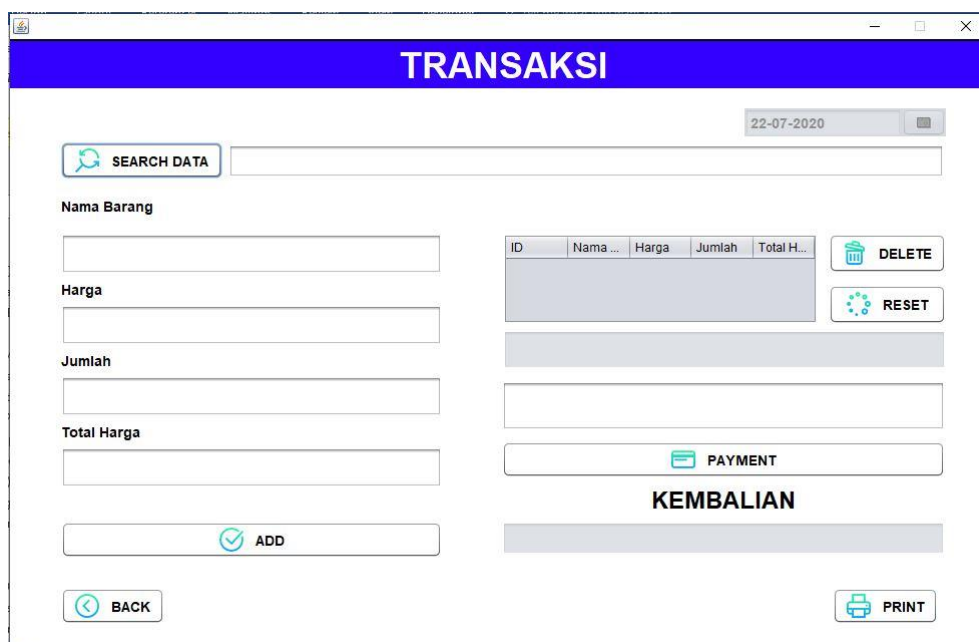 TRANSAKSI
22-07-2020
SEARCH DATA
Nama Barang
Harga
Jumlah
Total Harga
ADD
BACK
ID Nama ... Harga Jumlah Total H...
DELETE
RESET
PAYMENT
KEMBALIAN
PRINT